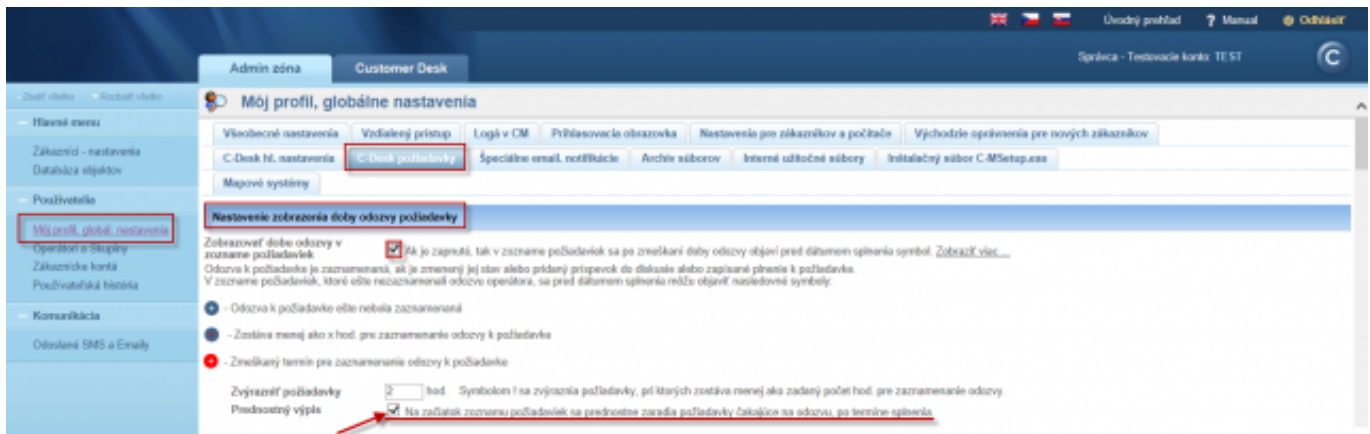 Úvodný prehľad ? Manual Odhlásiť
Admin zóna Customer Desk
Správca - Testovacie konto: TEST
Zbaliť všetko Rozbaliť všetko
Môj profil, globálne nastavenia
Hlavné menu
Zákazníci - nastavenia
Databáza objektov
Používatelia
Môj profil, globál. nastavenia
Operátori a Skupiny
Zákaznícke kontá
Používateľská história
Komunikácia
Odoslané SMS a Emaily
Všeobecné nastavenia Vzdialený prístup Logá v CM Prihlasovacia obrazovka Nastavenia pre zákazníkov a počítače Východzie oprávnenia pre nových zákazníkov
C-Desk hl. nastavenia C-Desk požiadavky Špeciálne email. notifikácie Archív súborov Interné užitočné súbory Inštalačný súbor C-MSetup.exe
Mapové systémy
Nastavenie zobrazenia doby odozvy požiadavky
Zobrazovať dobu odozvy v
zozname požiadaviek
Ak je zapnutá, tak v zozname požiadaviek sa po zmeškaní doby odozvy objaví pred dátumom splnenia symbol. Zobraziť viac ...
Odozva k požiadavke je zaznamenaná, ak je zmenený jej stav alebo pridaný príspevok do diskusie alebo zapísané plnenie k požiadavke.
V zozname požiadaviek, ktoré ešte nezaznamenali odozvu operátora, sa pred dátumom splnenia môžu objaviť nasledovné symboly.
- Odozva k požiadavke ešte nebola zaznamenaná
- Zostáva menej ako x hod. pre zaznamenanie odozvy k požiadavke
- Zmeškaný termín pre zaznamenanie odozvy k požiadavke
Zvýrazniť požiadavky 2 hod. Symbolom ! sa zvýraznia požiadavky, pri ktorých zostáva menej ako zadaný počet hod. pre zaznamenanie odozvy.
Prednostný výpis Na začiatok zoznamu požiadaviek sa prednostne zaradia požiadavky čakajúce na odozvu, po termíne splnenia.